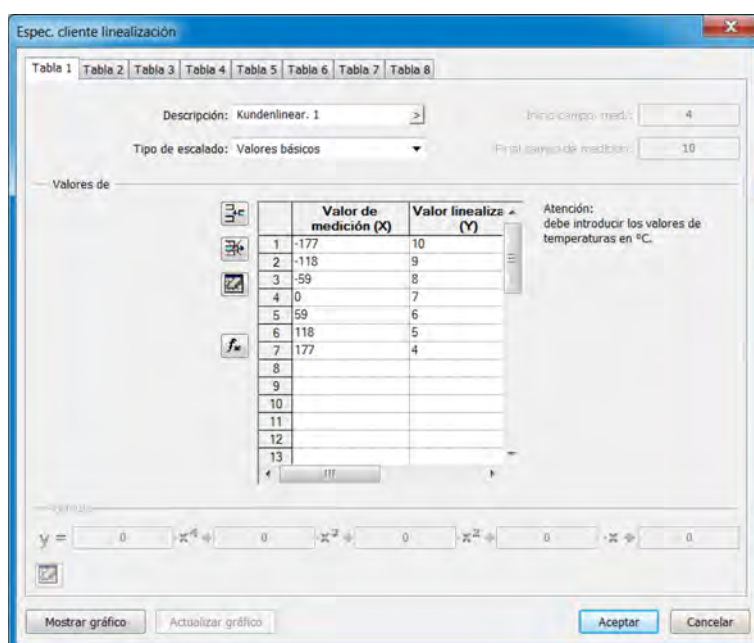 Espec. cliente linealización
Tabla 1 Tabla 2 Tabla 3 Tabla 4 Tabla 5 Tabla 6 Tabla 7 Tabla 8
Descripción: Kundenlinear. 1 > Inicio campo. med.: 4
Tipo de escalado: Valores básicos Final campo de medición: 10
Valores de
Valor de medición (X) Valor linealiza (Y)
1 -177 10
2 -118 9
3 -59 8
4 0 7
5 59 6
6 118 5
7 177 4
8
9
10
11
12
13
Atención:
debe introducir los valores de
temperaturas en ºC.
y = 0 ·x⁴ + 0 ·x³ + 0 ·x² + 0 ·x + 0
Mostrar gráfico Actualizar gráfico Aceptar Cancelar